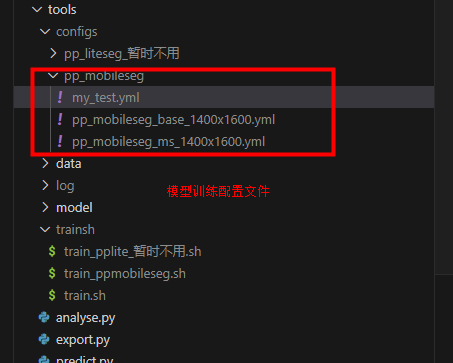 tools
configs
pp_liteseg_暂时不用
pp_mobileseg
! my_test.yml
! pp_mobileseg_base_1400x1600.yml
! pp_mobileseg_ms_1400x1600.yml
data
log
模型训练配置文件
model
trainsh
$ train_pplite_暂时不用.sh
$ train_ppmobileseg.sh
$ train.sh
analyse.py
export.py
predict.py